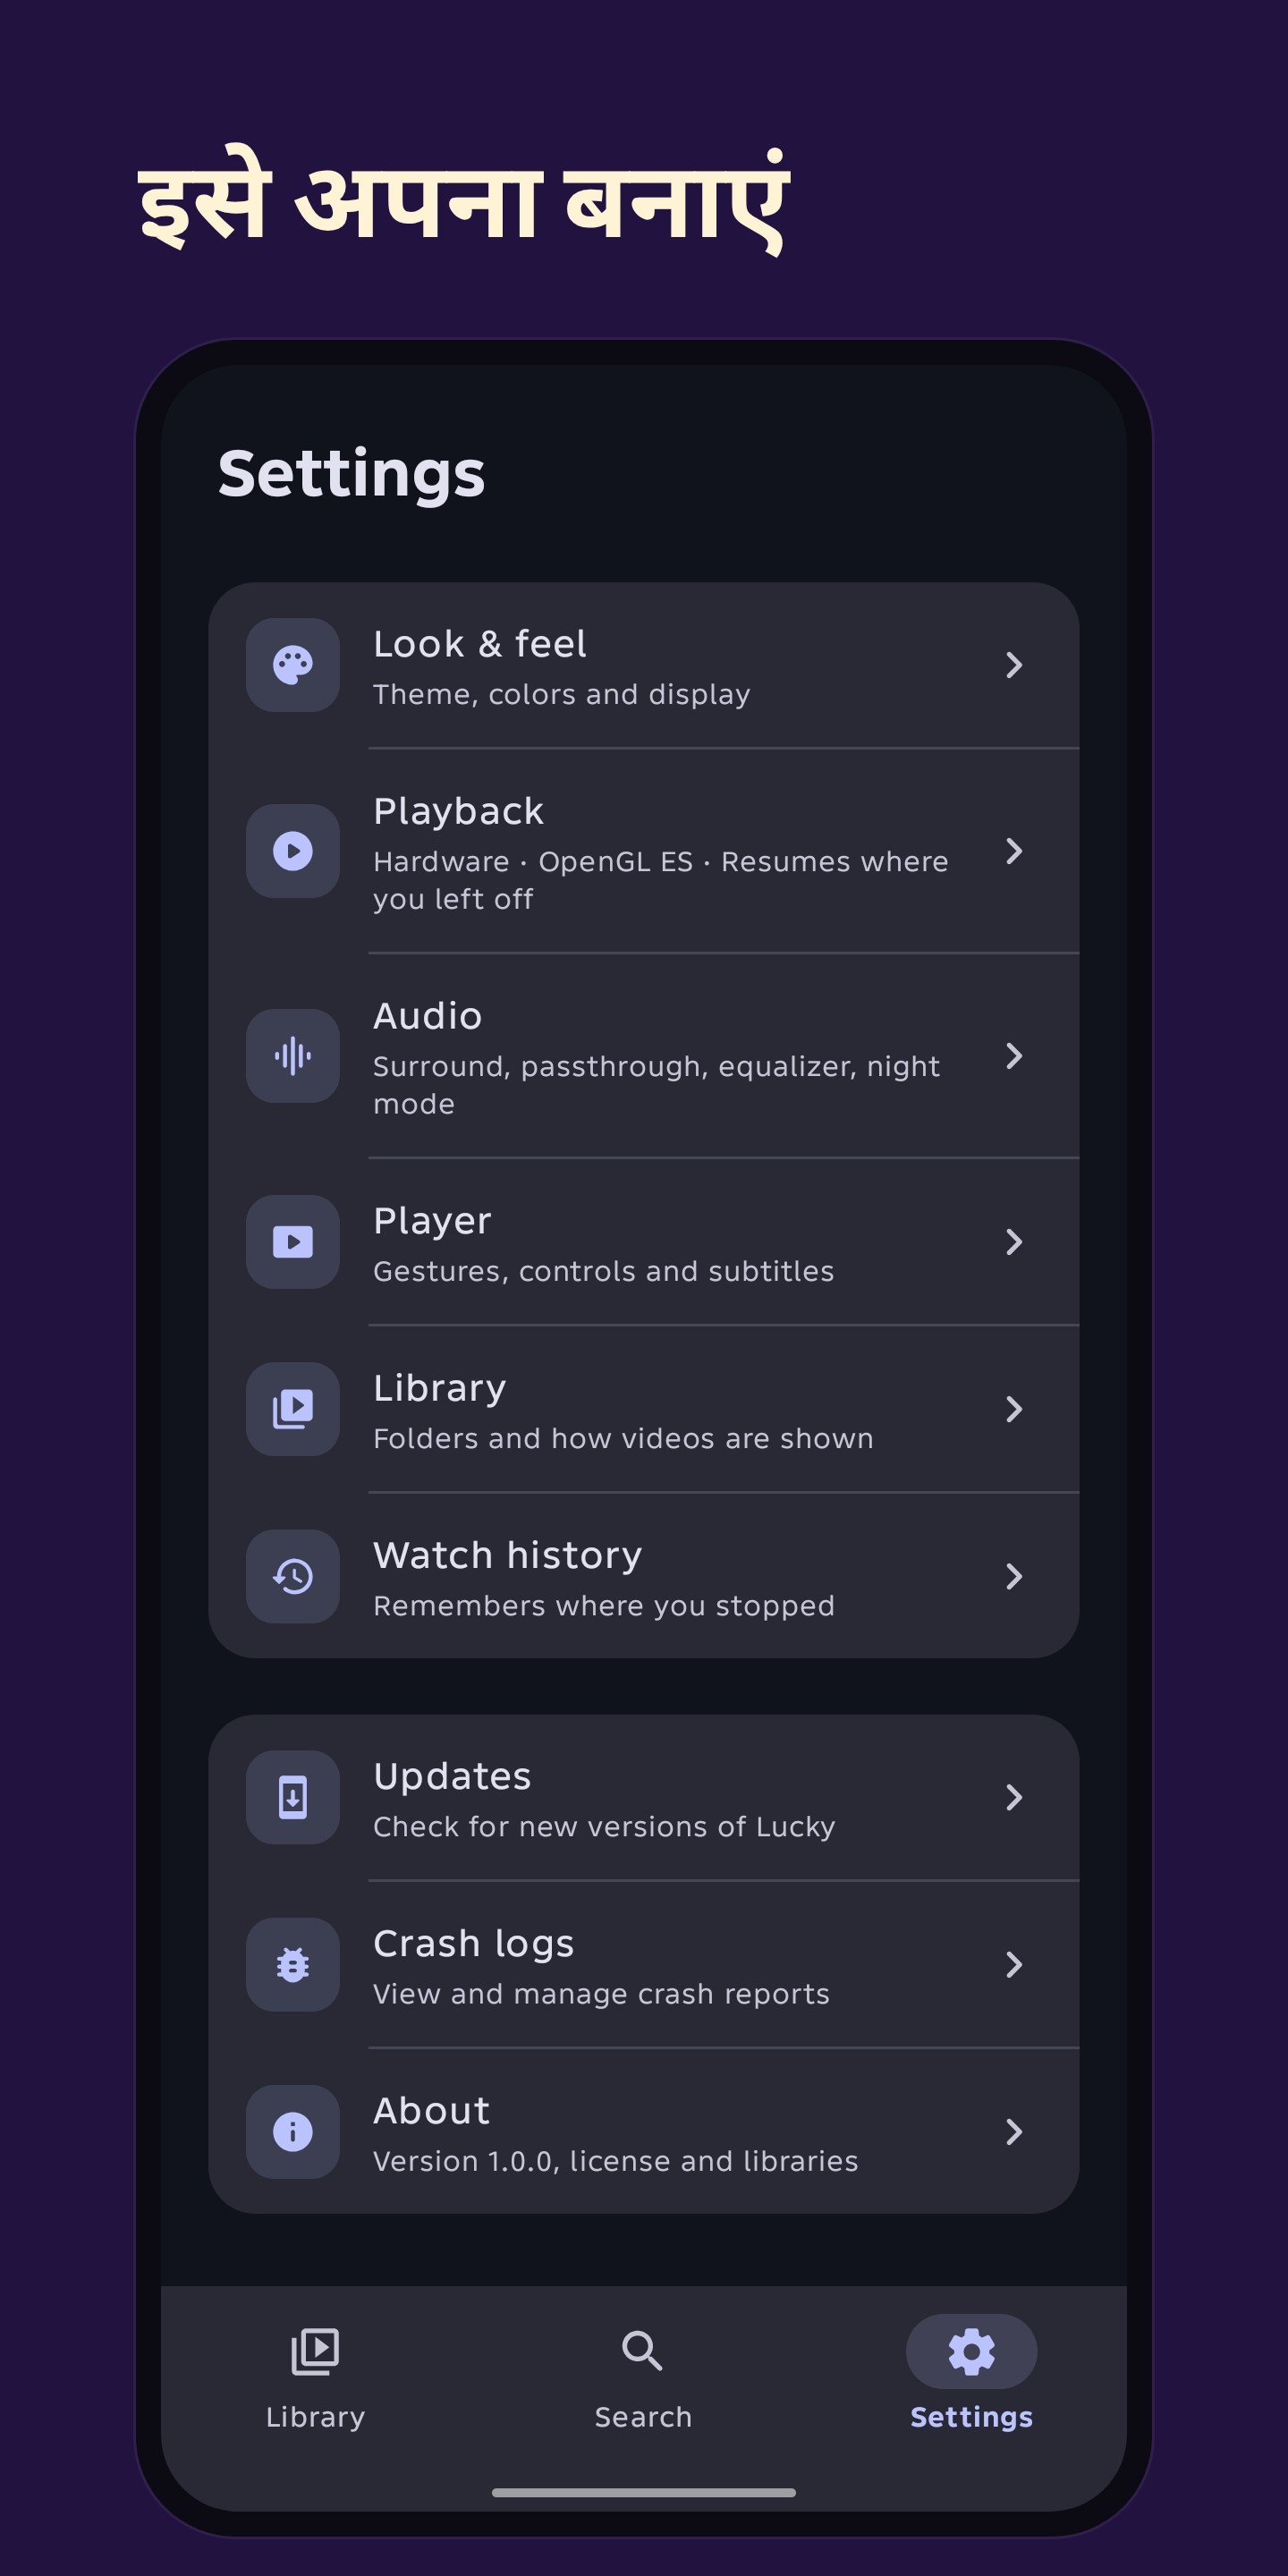 इसे अपना बनाएं
Settings
Look & feel
Theme, colors and display
Playback
Hardware · OpenGL ES · Resumes where
you left off
Audio
Surround, passthrough, equalizer, night
mode
Player
Gestures, controls and subtitles
Library
Folders and how videos are shown
Watch history
Remembers where you stopped
Updates
Check for new versions of Lucky
Crash logs
View and manage crash reports
About
Version 1.0.0, license and libraries
Library
Search
Settings